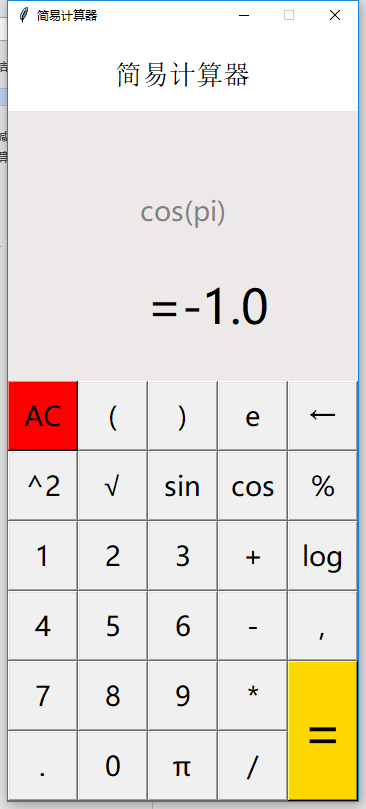 简易计算器
简易计算器
cos(pi)
=-1.0
AC ( ) e ←
^2 √ sin cos %
1 2 3 + log
4 5 6 - ,
7 8 9 * =
. 0 π /